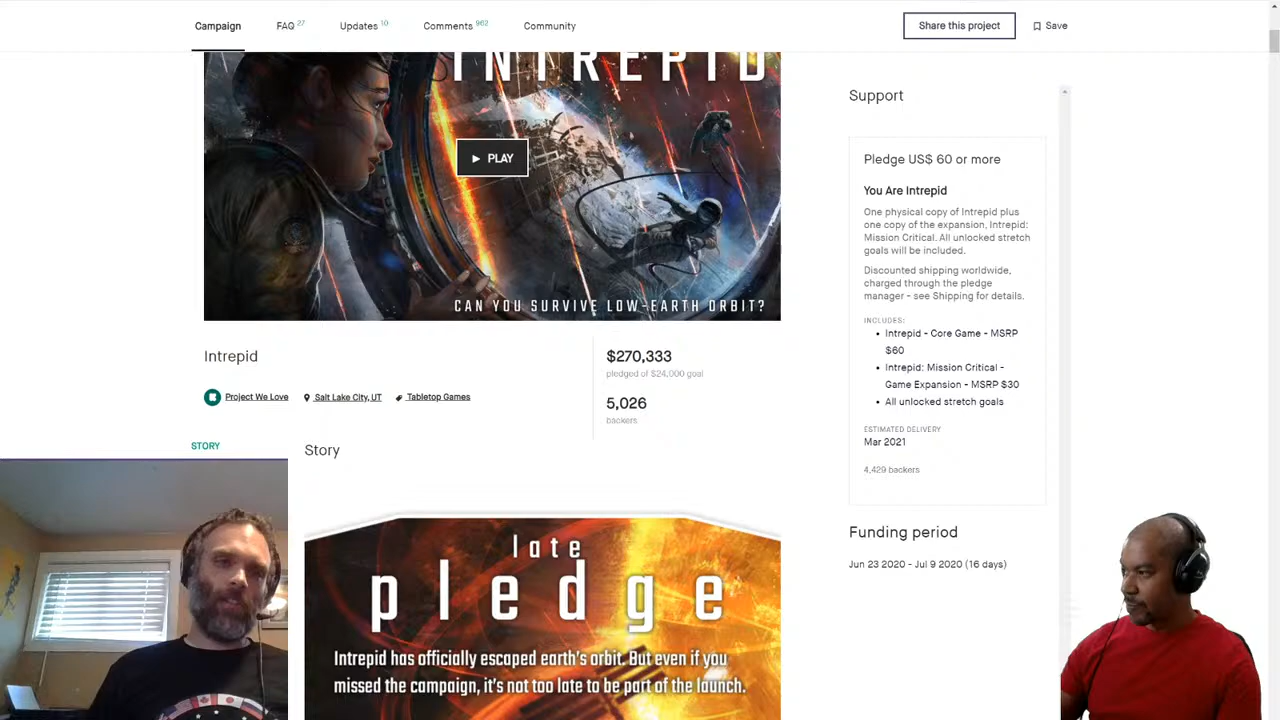 Campaign
FAQ 27
Updates 10
Comments 962
Community
Share this project
Save
INTREPID
PLAY
CAN YOU SURVIVE LOW-EARTH ORBIT?
Intrepid
Project We Love
Salt Lake City, UT
Tabletop Games
$270,333
pledged of $24,000 goal
5,026
backers
STORY
Story
late
pledge
Intrepid has officially escaped earth's orbit. But even if you
missed the campaign, it's not too late to be part of the launch.
Support
Pledge US$ 60 or more
You Are Intrepid
One physical copy of Intrepid plus
one copy of the expansion, Intrepid:
Mission Critical. All unlocked stretch
goals will be included.
Discounted shipping worldwide,
charged through the pledge
manager - see Shipping for details.
INCLUDES:
• Intrepid - Core Game - MSRP
$60
• Intrepid: Mission Critical -
Game Expansion - MSRP $30
• All unlocked stretch goals
ESTIMATED DELIVERY
Mar 2021
4,429 backers
Funding period
Jun 23 2020 - Jul 9 2020 (16 days)